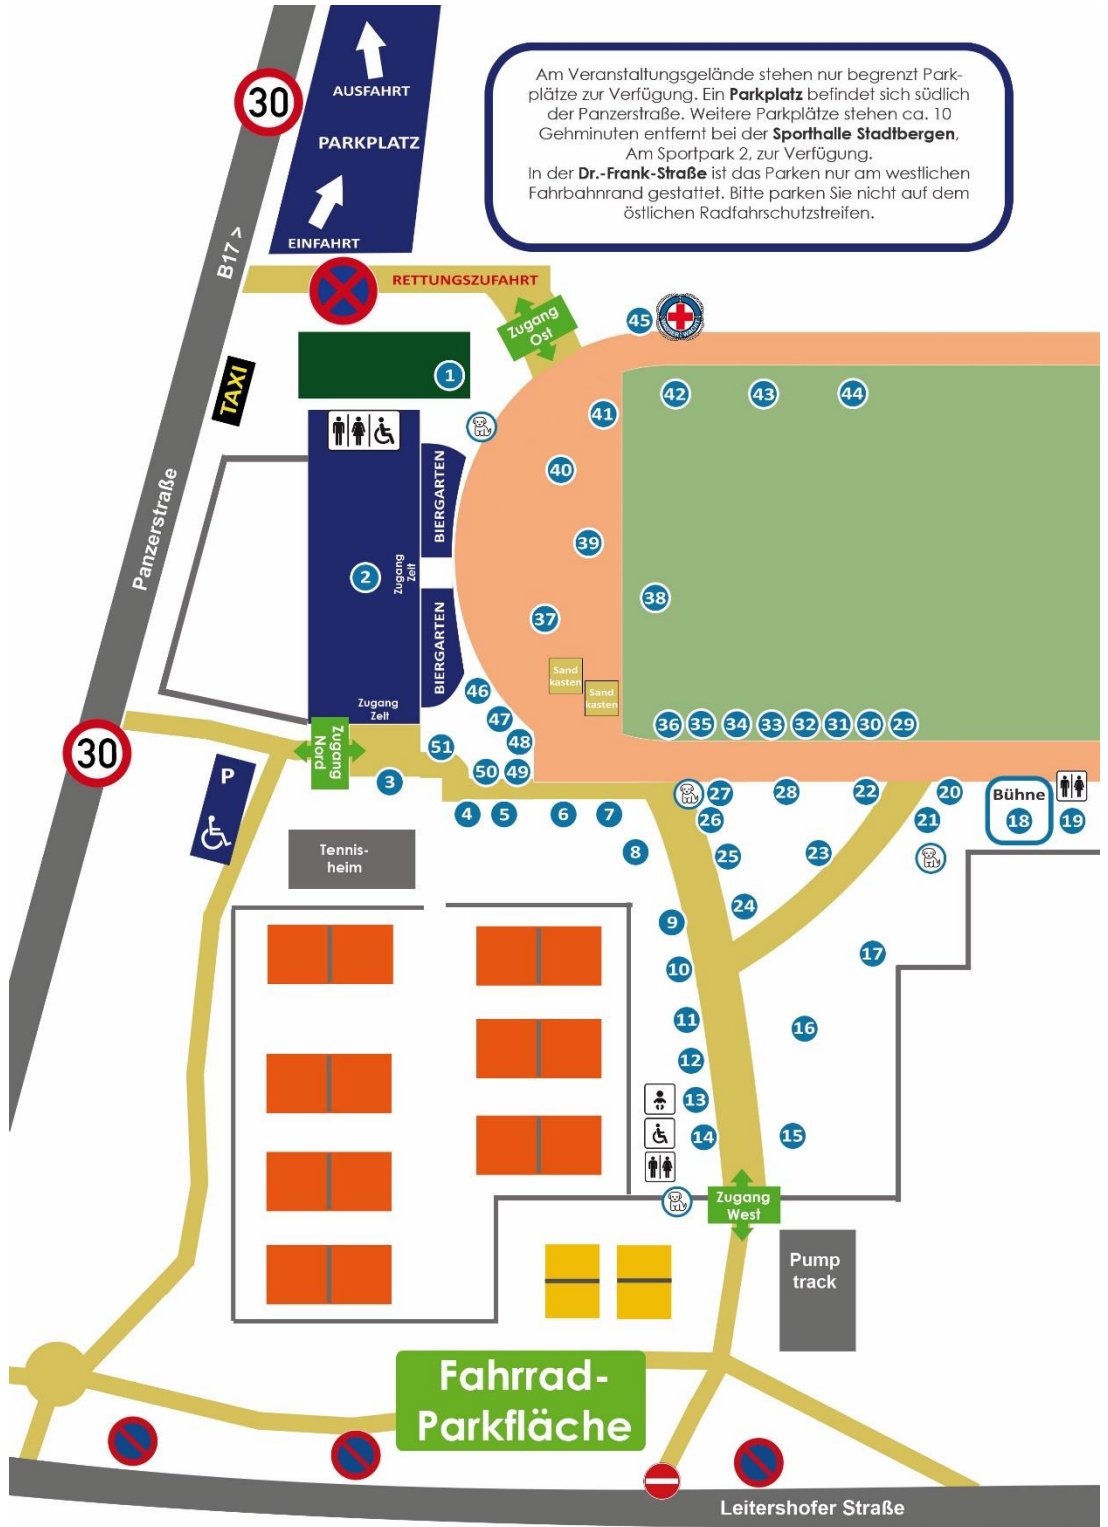 AUSFAHRT
30
PARKPLATZ
EINFAHRT
Am Veranstaltungsgelände stehen nur begrenzt Park-
plätze zur Verfügung. Ein Parkplatz befindet sich südlich
der Panzerstraße. Weitere Parkplätze stehen ca. 10
Gehminuten entfernt bei der Sporthalle Stadtbergen,
Am Sportpark 2, zur Verfügung.
In der Dr.-Frank-Straße ist das Parken nur am westlichen
Fahrbahnrand gestattet. Bitte parken Sie nicht auf dem
östlichen Radfahrschutzstreifen.
B17 >
RETTUNGSZUFAHRT
Zugang
Ost
45
1
TAXI
42
43
44
41
BIERGARTEN
40
Panzerstraße
39
2
Zugang
Zelt
38
BIERGARTEN
37
Sand
kasten
Sand
kasten
46
Zugang
Zelt
47
36
35
34
33
32
31
30
29
48
51
30
Zugang
Nord
50
49
3
P
27
28
22
20
Bühne
18
19
4
5
6
7
26
21
8
25
23
Tennis-
heim
24
9
17
10
11
16
12
13
14
15
Zugang
West
Pump
track
Fahrrad-
Parkfläche
Leitershofer Straße